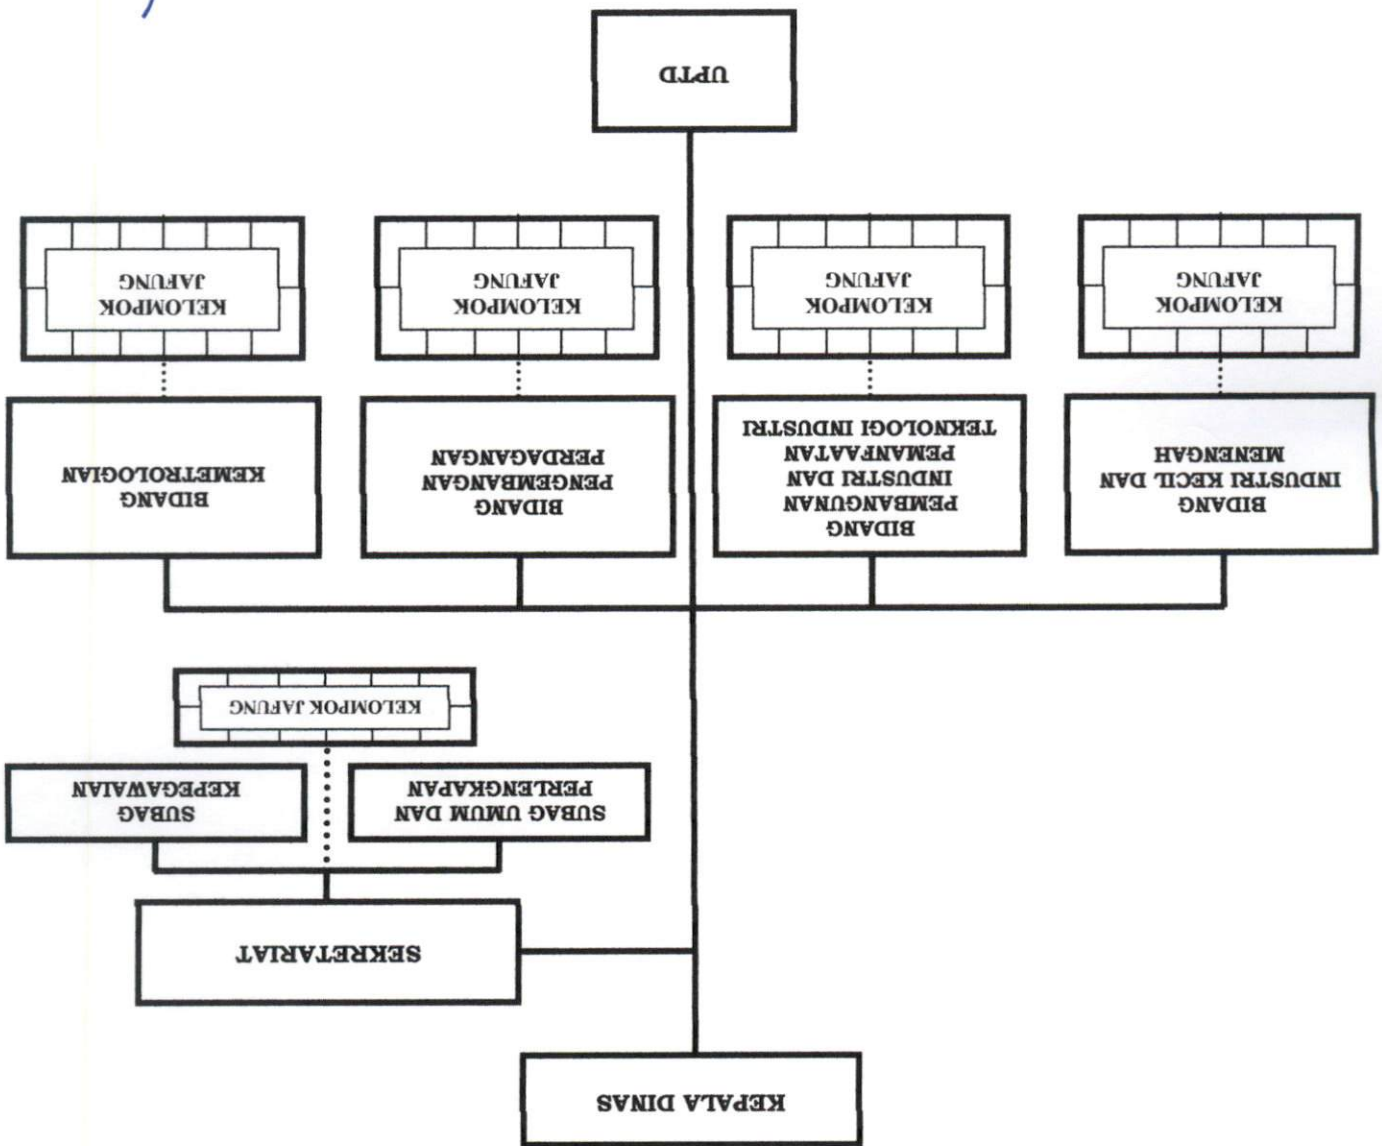 KEPALA DINAS
SEKRETARIAT
SUBAG UMUM DAN
PERLENGKAPAN
SUBAG
KEPEGAWAIAN
KELOMPOK JAFUNG
BIDANG
INDUSTRI KECIL DAN
MENENGAH
BIDANG
PEMBANGUNAN
INDUSTRI DAN
PEMANFAATAN
TEKNOLOGI INDUSTRI
BIDANG
PENGEMBANGAN
PERDAGANGAN
BIDANG
KEMETROLOGIAN
KELOMPOK
JAFUNG
KELOMPOK
JAFUNG
KELOMPOK
JAFUNG
KELOMPOK
JAFUNG
UPTD